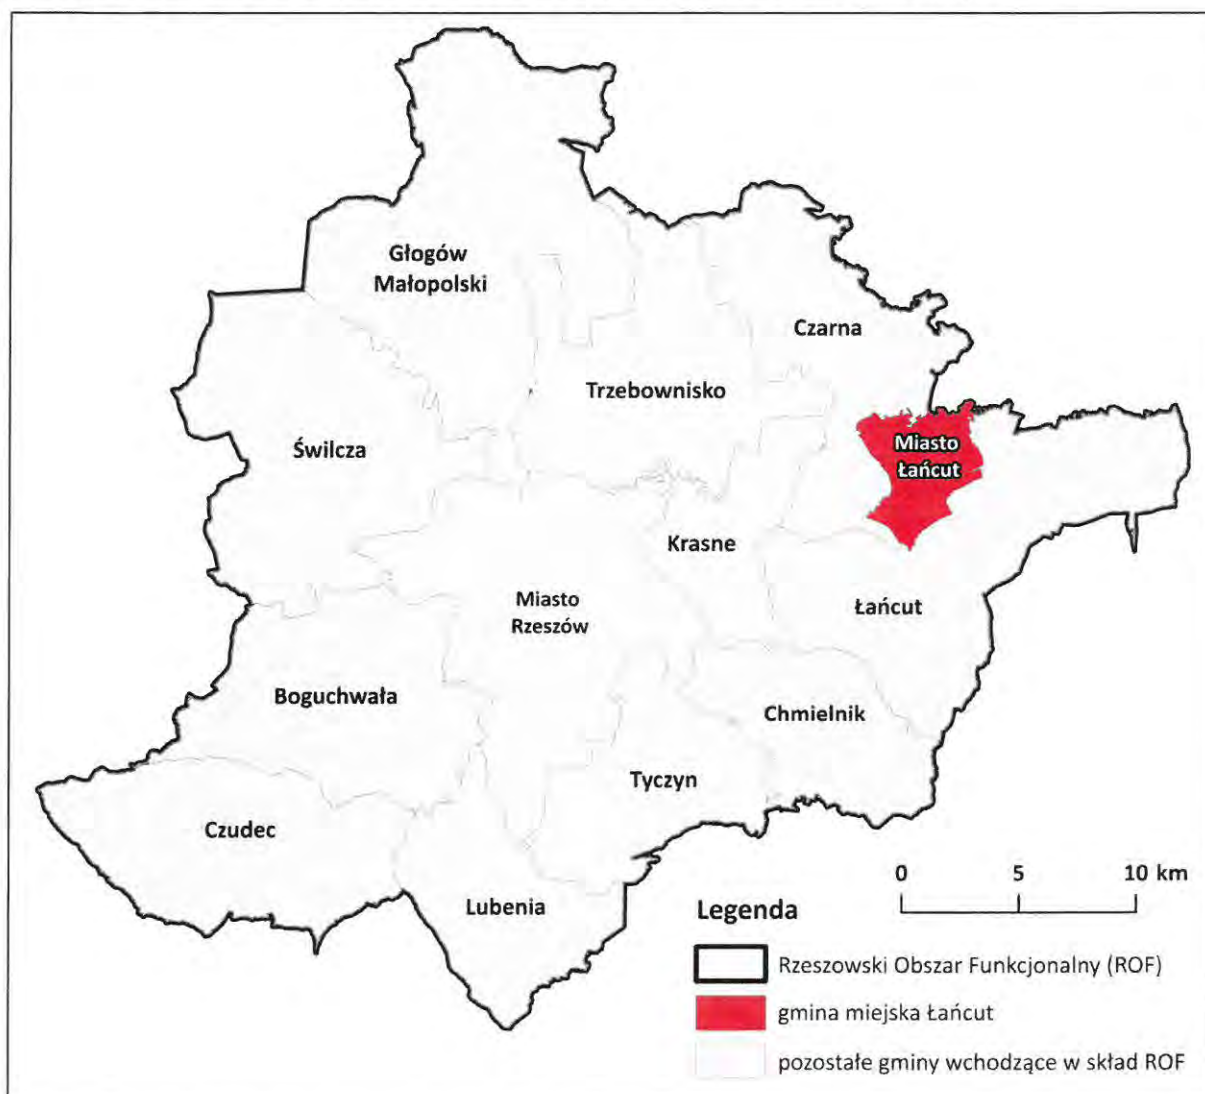 Głogów
Małopolski
Czarna
Trzebownisko
Miasto
Łańcut
Świlcza
Krasne
Miasto
Rzeszów
Łańcut
Boguchwała
Chmielnik
Tyczyn
Czudec
Lubenia
0 5 10 km
Legenda
Rzeszowski Obszar Funkcjonalny (ROF)
gmina miejska Łańcut
pozostałe gminy wchodzące w skład ROF